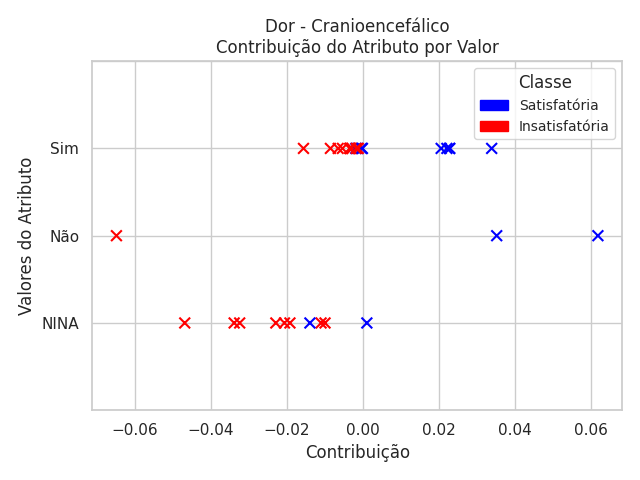 Dor - Cranioencefálico
Contribuição do Atributo por Valor
Classe
Satisfatória
Insatisfatória
Valores do Atributo
Sim
Não
NINA
−0.06 −0.04 −0.02 0.00 0.02 0.04 0.06
Contribuição